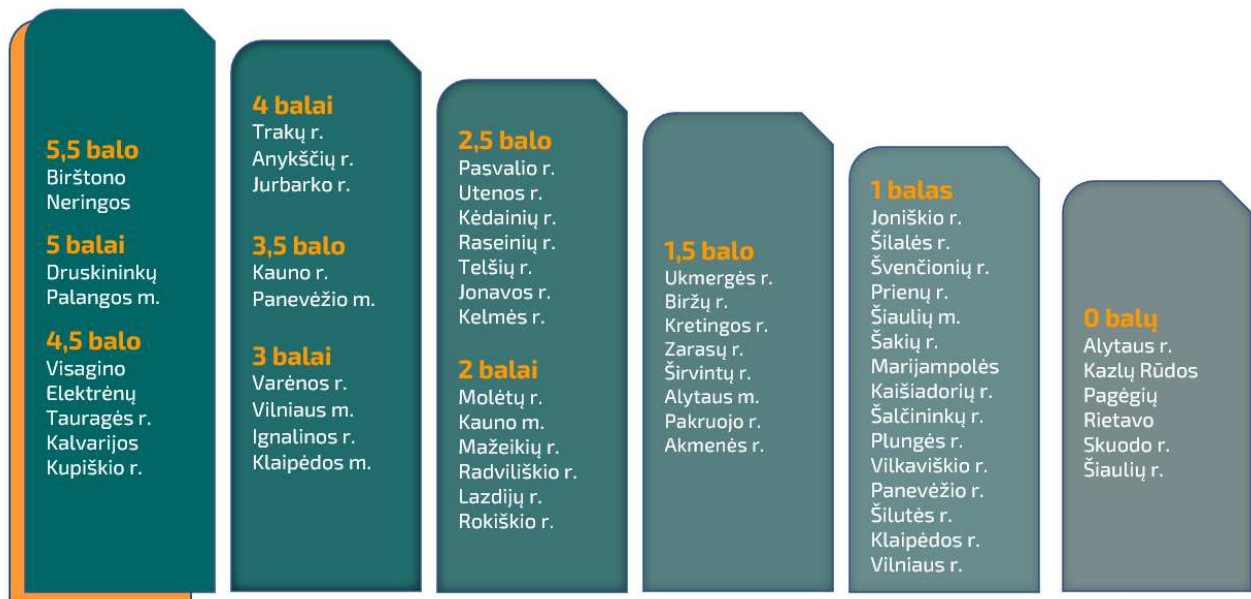 5,5 balo
Birštono
Neringos
5 balai
Druskininkų
Palangos m.
4,5 balo
Visagino
Elektrėnų
Tauragės r.
Kalvarijos
Kupiškio r.
4 balai
Trakų r.
Anykščių r.
Jurbarko r.
3,5 balo
Kauno r.
Panevėžio m.
3 balai
Varėnos r.
Vilniaus m.
Ignalinos r.
Klaipėdos m.
2,5 balo
Pasvalio r.
Utenos r.
Kėdainių r.
Raseinių r.
Telšių r.
Jonavos r.
Kelmės r.
2 balai
Molėtų r.
Kauno m.
Mažeikių r.
Radviliškio r.
Lazdijų r.
Rokiškio r.
1,5 balo
Ukmergės r.
Biržų r.
Kretingos r.
Zarasų r.
Širvintų r.
Alytaus m.
Pakruojo r.
Akmenės r.
1 balas
Joniškio r.
Šilalės r.
Švenčionių r.
Prienų r.
Šiaulių m.
Šakių r.
Marijampolės
Kaišiadorių r.
Šalčininkų r.
Plungės r.
Vilkaviškio r.
Panevėžio r.
Šilutės r.
Klaipėdos r.
Vilniaus r.
0 balų
Alytaus r.
Kazlų Rūdos
Pagėgių
Rietavo
Skuodo r.
Šiaulių r.